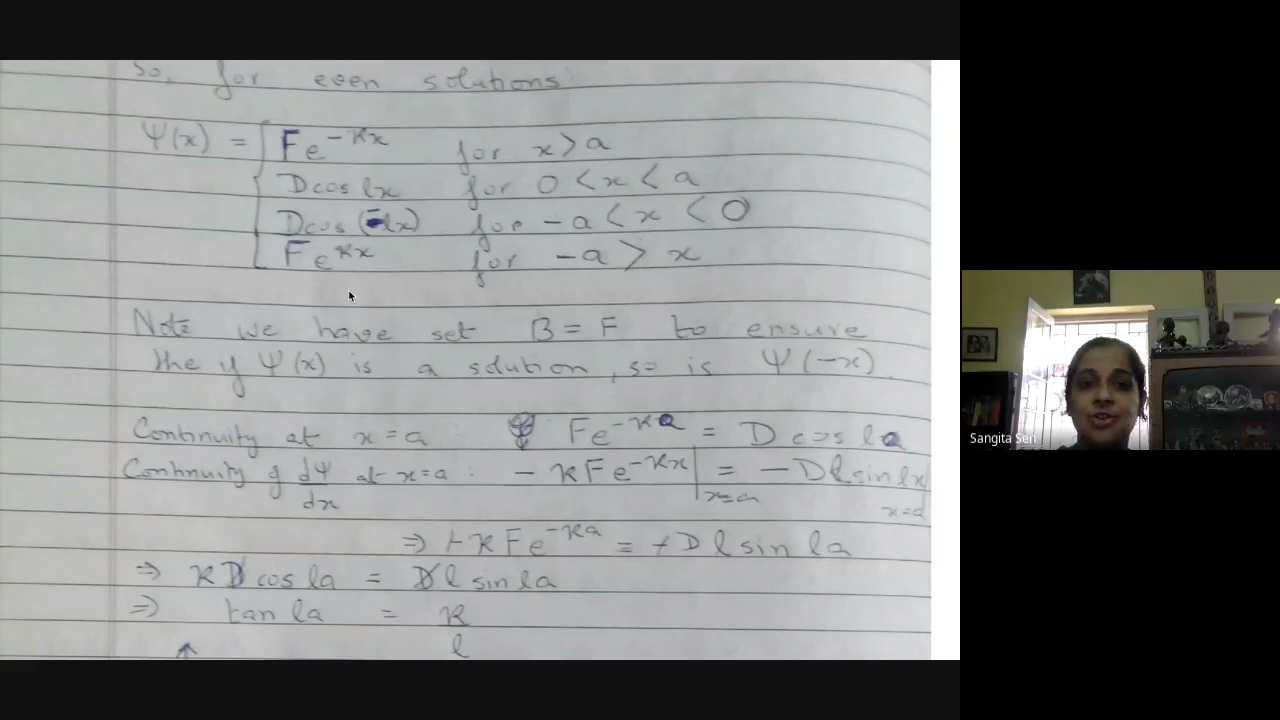 So, for even solutions:
Ψ(x) = { Fe^{-κx} for x > a
Dcos lx for 0 < x < a
Dcos (-lx) for -a < x < 0
Fe^{κx} for -a > x
Note we have set B = F to ensure
the if Ψ(x) is a solution, so is Ψ(-x)
Continuity at x = a Fe^{-κa} = D cos la
Continuity of dΨ/dx at x=a : - κFe^{-κx}|x=a = - Dl sin lx x=a
⇒ +κFe^{-κa} = +Dl sin la
⇒ κD cos la = Dl sin la
⇒ tan la = κ/l
↑
Sangita Sen